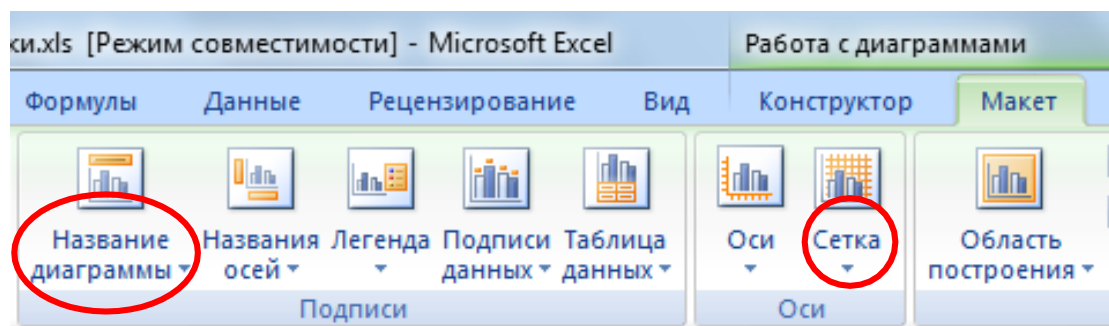 ки.xls [Режим совместимости] - Microsoft Excel Работа с диаграммами
Формулы Данные Рецензирование Вид Конструктор Макет
Название диаграммы
Названия осей
Легенда
Подписи данных
Таблица данных
Оси
Сетка
Область построения
Подписи
Оси